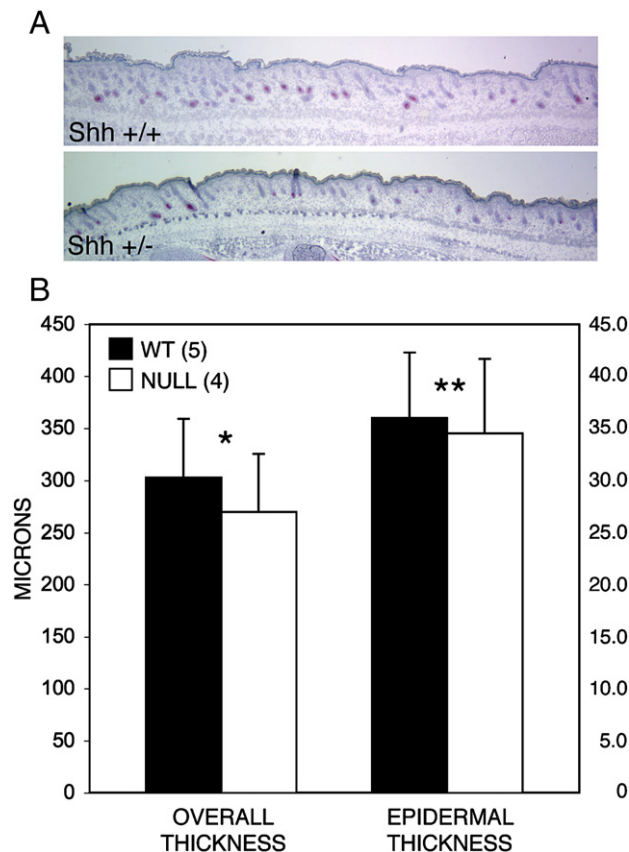 A
Shh +/+
Shh +/-
B
450
400
350
300
250
200
150
100
50
0
MICRONS
WT (5)
NULL (4)
*
**
45.0
40.0
35.0
30.0
25.0
20.0
15.0
10.0
5.0
0
OVERALL
THICKNESS
EPIDERMAL
THICKNESS